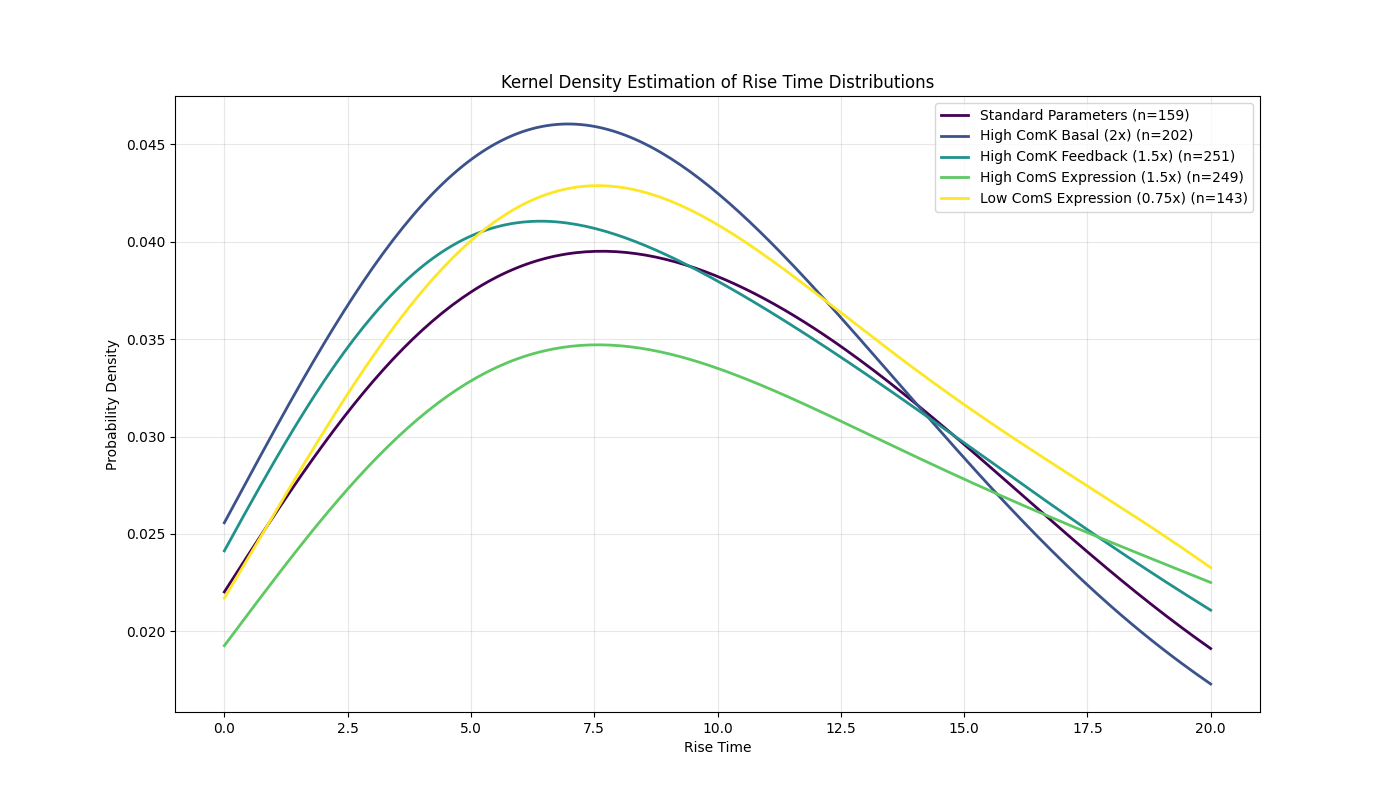 Kernel Density Estimation of Rise Time Distributions
Standard Parameters (n=159)
High ComK Basal (2x) (n=202)
High ComK Feedback (1.5x) (n=251)
High ComS Expression (1.5x) (n=249)
Low ComS Expression (0.75x) (n=143)
Probability Density
0.045
0.040
0.035
0.030
0.025
0.020
0.0
2.5
5.0
7.5
10.0
12.5
15.0
17.5
20.0
Rise Time